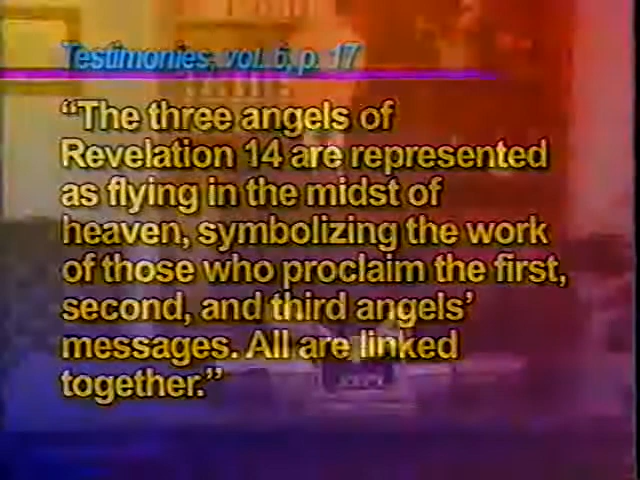 Testimonies, vol. 6, p. 17
“The three angels of
Revelation 14 are represented
as flying in the midst of
heaven, symbolizing the work
of those who proclaim the first,
second, and third angels’
messages. All are linked
together.”